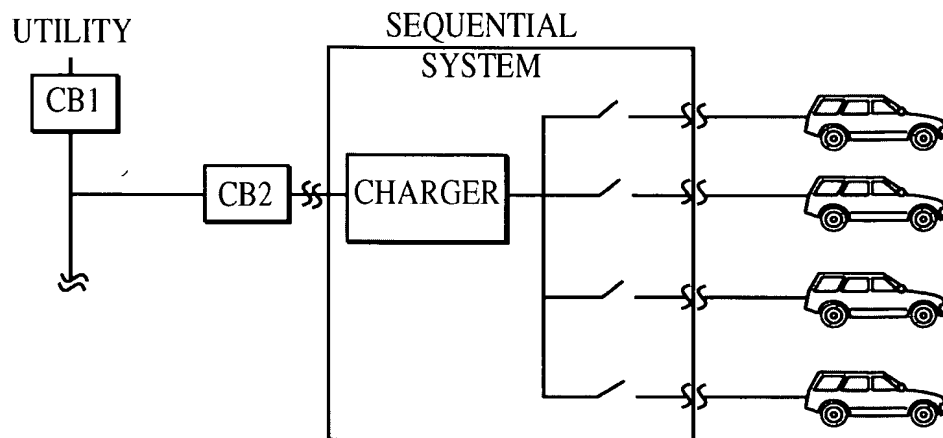 UTILITY
CB1
CB2
SEQUENTIAL
SYSTEM
CHARGER